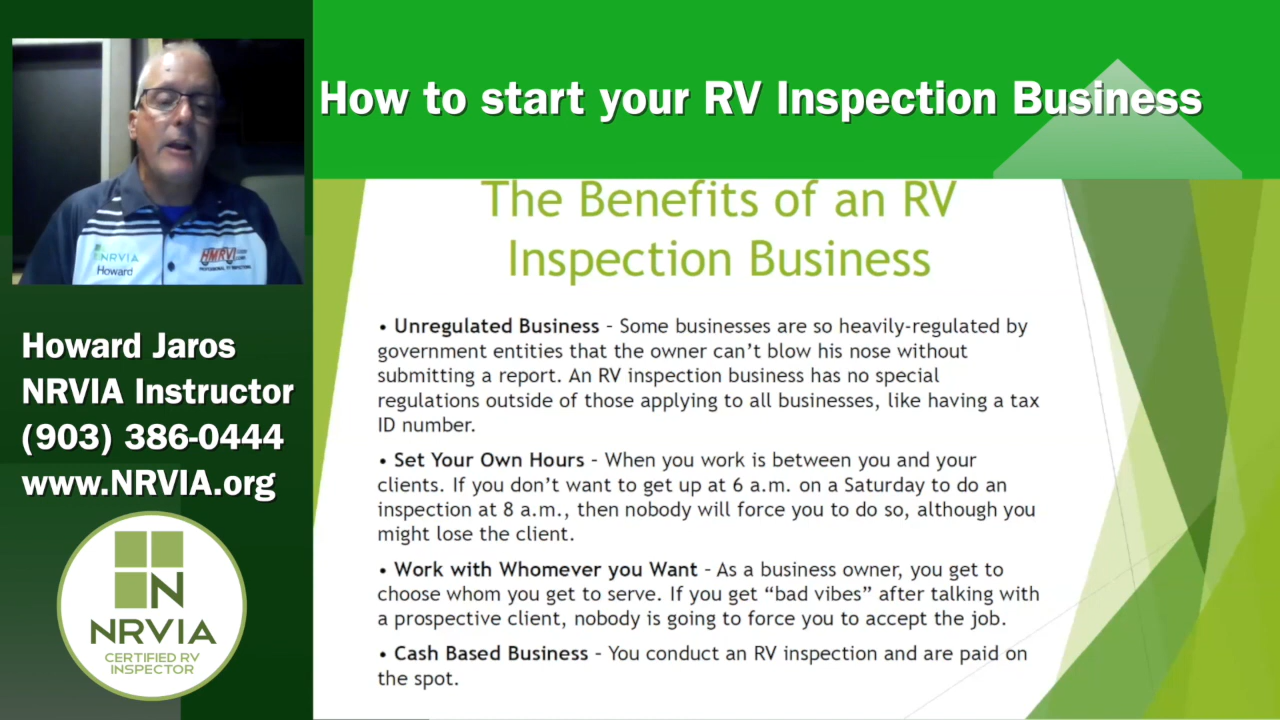 How to start your RV Inspection Business
NRVIA
Howard
HMRVI
Howard Jaros
NRVIA Instructor
(903) 386-0444
www.NRVIA.org
N
NRVIA
CERTIFIED RV
INSPECTOR
The Benefits of an RV
Inspection Business
• Unregulated Business – Some businesses are so heavily-regulated by
government entities that the owner can’t blow his nose without
submitting a report. An RV inspection business has no special
regulations outside of those applying to all businesses, like having a tax
ID number.
• Set Your Own Hours – When you work is between you and your
clients. If you don’t want to get up at 6 a.m. on a Saturday to do an
inspection at 8 a.m., then nobody will force you to do so, although you
might lose the client.
• Work with Whomever you Want – As a business owner, you get to
choose whom you get to serve. If you get “bad vibes” after talking with
a prospective client, nobody is going to force you to accept the job.
• Cash Based Business – You conduct an RV inspection and are paid on
the spot.